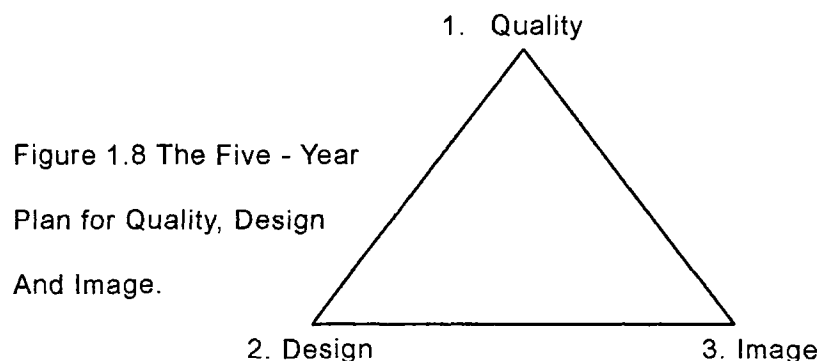 1. Quality
Figure 1.8 The Five - Year
Plan for Quality, Design
And Image.
2. Design
3. Image